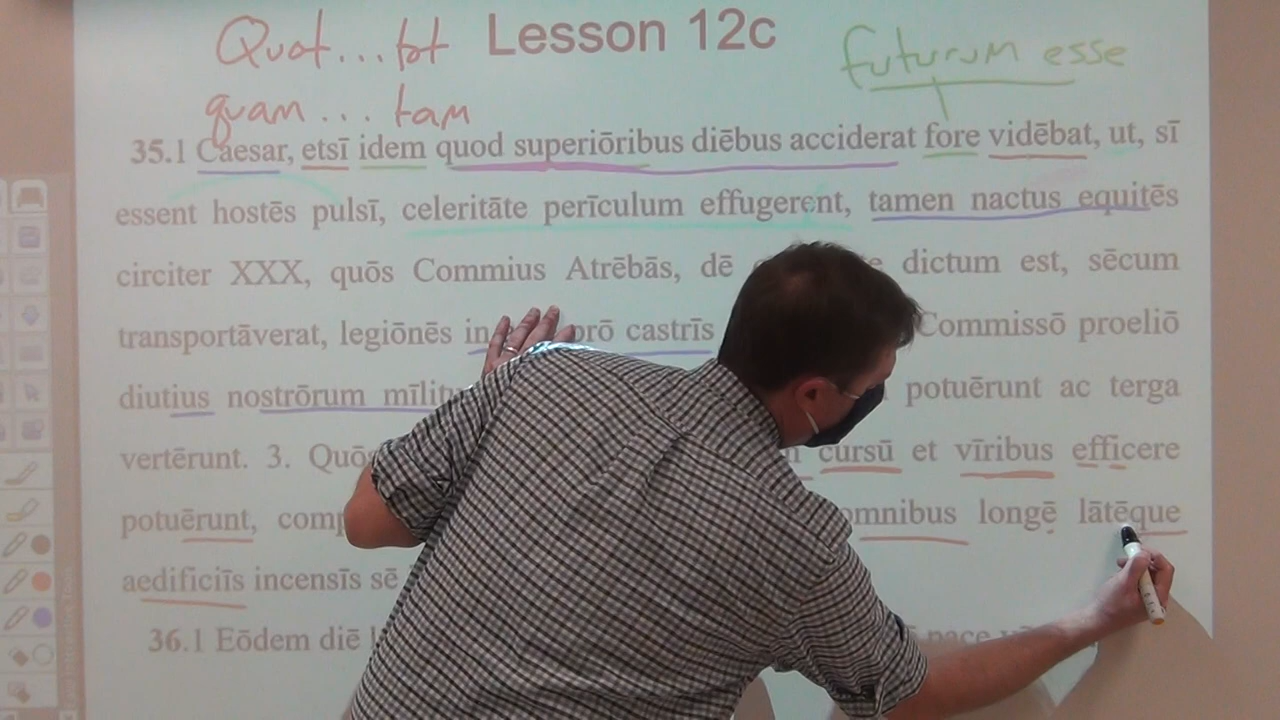 Quot...tot Lesson 12c futurum esse
quam... tam
35.1 Caesar, etsī idem quod superiōribus diēbus acciderat fore vidēbat, ut, sī
essent hostēs pulsī, celeritāte perīculum effugerent, tamen nactus equitēs
circiter XXX, quōs Commius Atrēbās, dē dictum est, sēcum
transportāverat, legiōnēs in prō castrīs Commissō proeliō
diutius nostrōrum potuērunt ac terga
vertērunt. 3. cursū et vīribus efficere
potuērunt, omnibus longē lātēque
aedificiīs incensīs sē
36.1 Eōdem diē pace